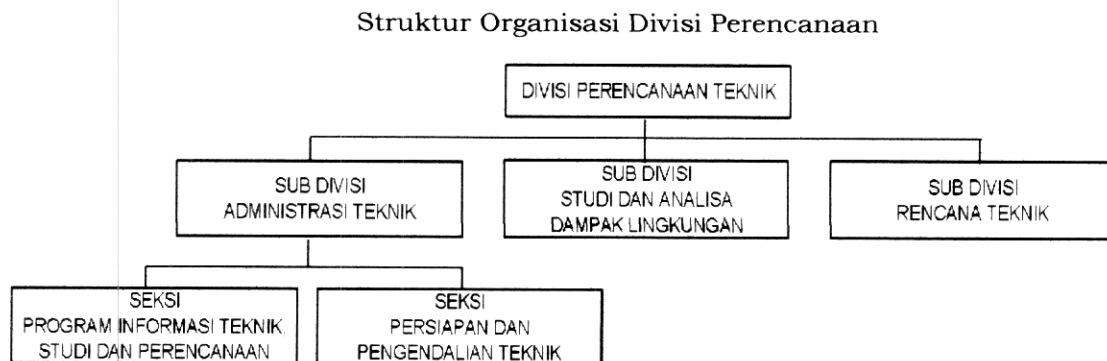 Struktur Organisasi Divisi Perencanaan
DIVISI PERENCANAAN TEKNIK
SUB DIVISI
ADMINISTRASI TEKNIK
SUB DIVISI
STUDI DAN ANALISA
DAMPAK LINGKUNGAN
SUB DIVISI
RENCANA TEKNIK
SEKSI
PROGRAM INFORMASI TEKNIK,
STUDI DAN PERENCANAAN
SEKSI
PERSIAPAN DAN
PENGENDALIAN TEKNIK